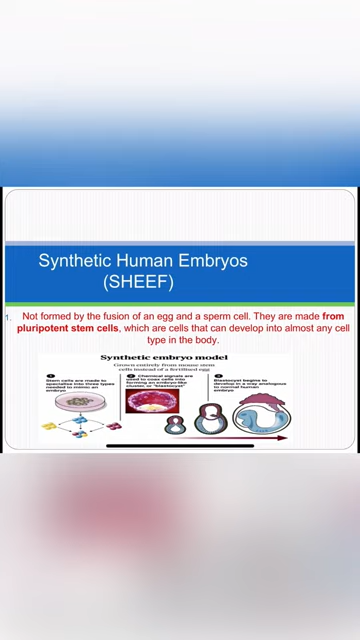 Synthetic Human Embryos
(SHEEF)
1. Not formed by the fusion of an egg and a sperm cell. They are made from
pluripotent stem cells, which are cells that can develop into almost any cell
type in the body.
Synthetic embryo model
Grown entirely from mouse stem
cells instead of a fertilised egg
1 Stem cells are made to
specialise into three types
needed to mimic an
embryo
2 Chemical signals are
used to coax cells into
forming an embryo-like
cluster, or "blastocyst"
3 Blastocyst begins to
develop in a way analogous
to normal human
embryo